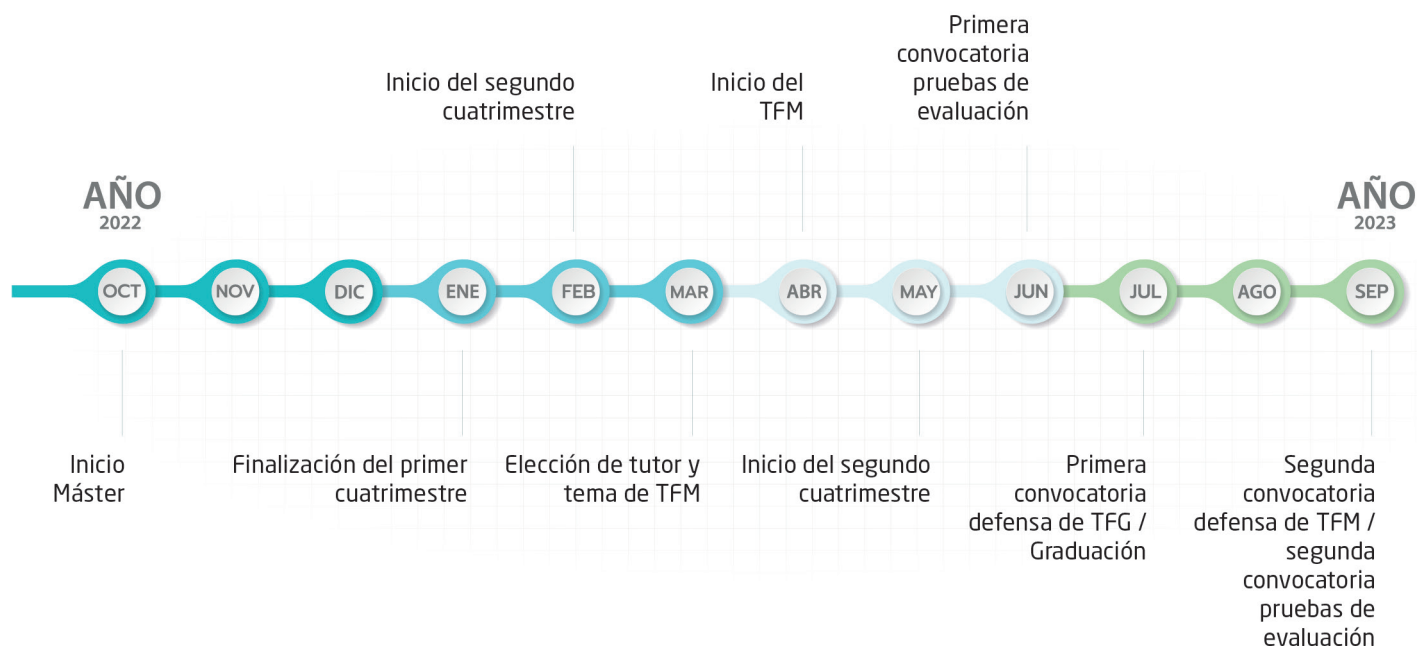 Inicio del segundo
cuatrimestre
Inicio del
TFM
Primera
convocatoria
pruebas de
evaluación
AÑO
2022
AÑO
2023
OCT
NOV
DIC
ENE
FEB
MAR
ABR
MAY
JUN
JUL
AGO
SEP
Inicio
Máster
Finalización del primer
cuatrimestre
Elección de tutor y
tema de TFM
Inicio del segundo
cuatrimestre
Primera
convocatoria
defensa de TFG /
Graduación
Segunda
convocatoria
defensa de TFM /
segunda
convocatoria
pruebas de
evaluación